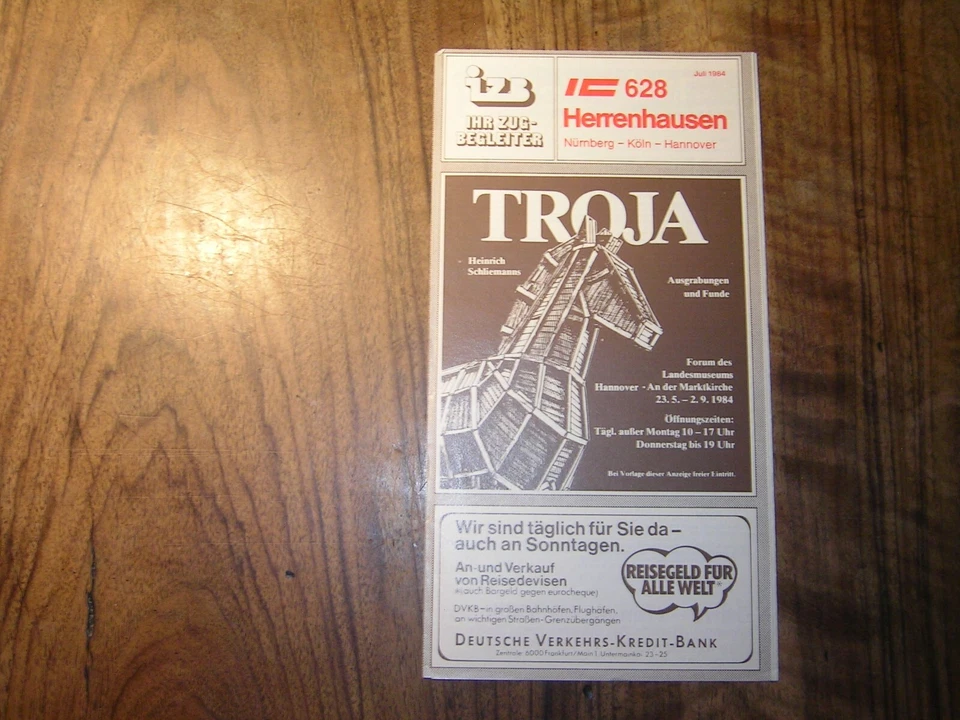 izB
IHR ZUG-
BEGLEITER
Juli 1984
IC 628
Herrenhausen
Nürnberg – Köln – Hannover
TROJA
Heinrich
Schliemanns
Ausgrabungen
und Funde
Forum des
Landesmuseums
Hannover - An der Marktkirche
23. 5. – 2. 9. 1984
Öffnungszeiten:
Tägl. außer Montag 10 – 17 Uhr
Donnerstag bis 19 Uhr
Bei Vorlage dieser Anzeige freier Eintritt.
Wir sind täglich für Sie da –
auch an Sonntagen.
An- und Verkauf
von Reisedevisen
(auch Bargeld gegen eurocheque)
REISEGELD FÜR
ALLE WELT®
DVKB – in großen Bahnhöfen, Flughäfen,
an wichtigen Straßen-Grenzübergängen
DEUTSCHE VERKEHRS-KREDIT-BANK
Zentrale: 6000 Frankfurt/Main 1, Untermainkai 23-25